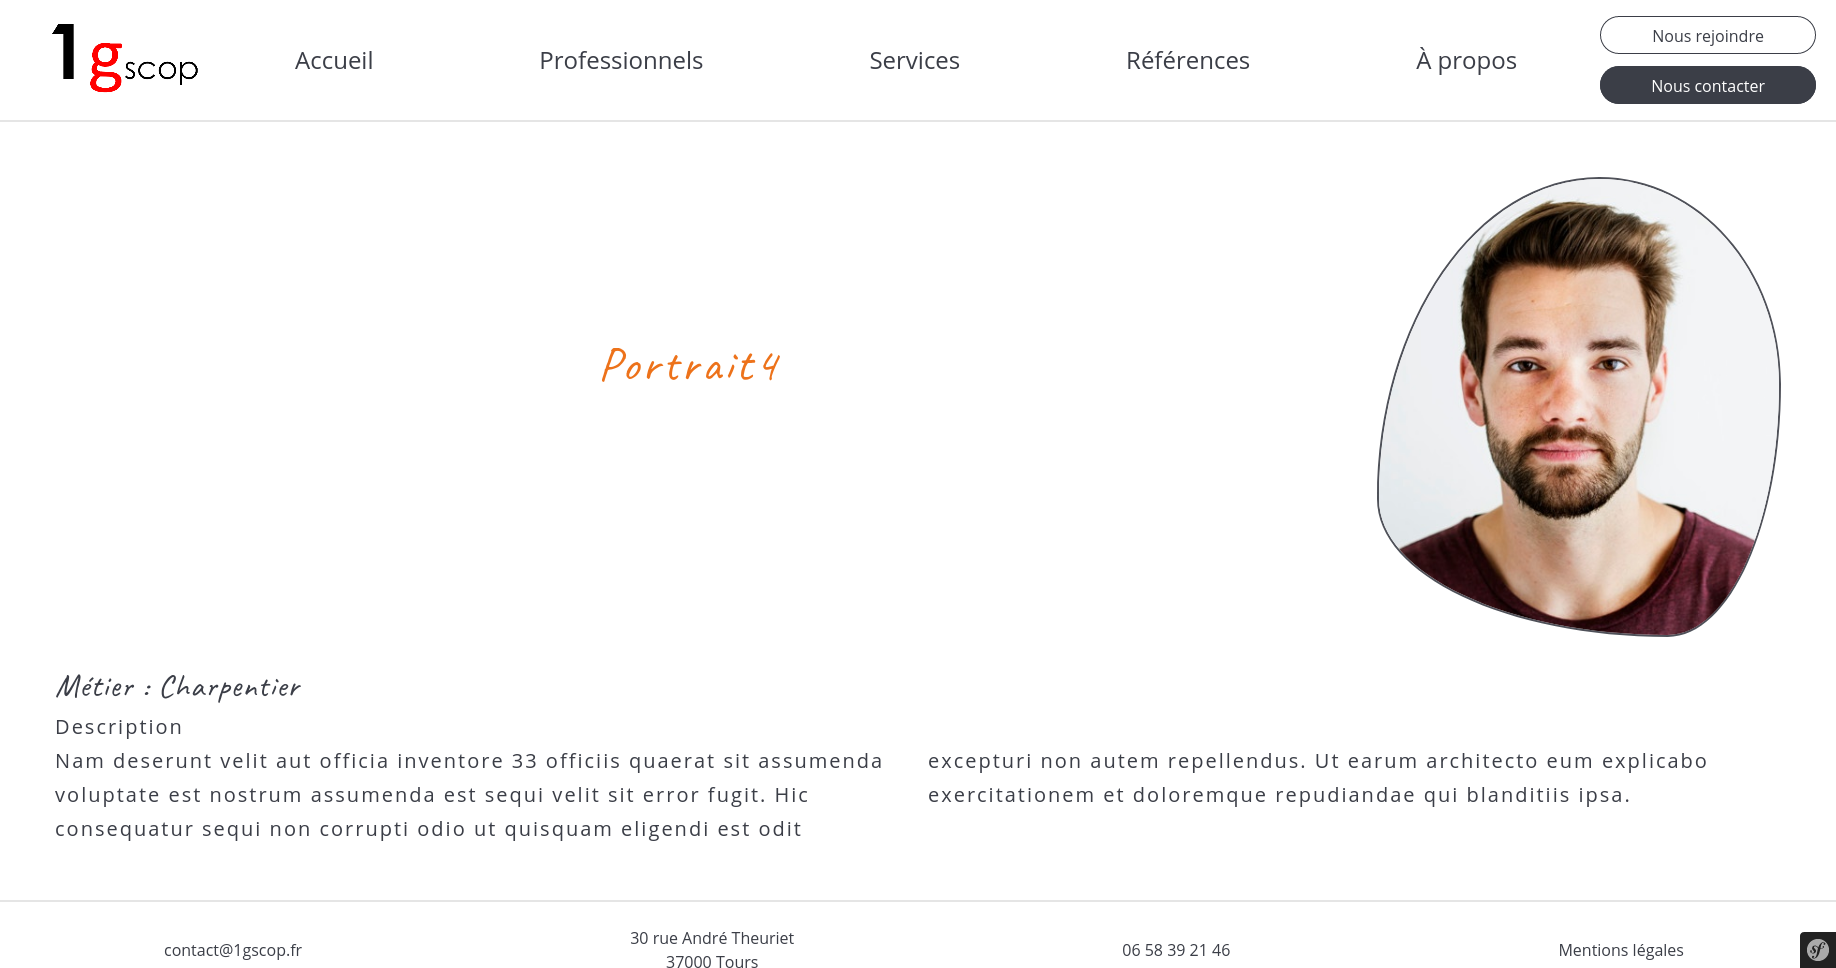 1gscop
Accueil
Professionnels
Services
Références
À propos
Nous rejoindre
Nous contacter
Portrait4
Métier : Charpentier
Description
Nam deserunt velit aut officia inventore 33 officiis quaerat sit assumenda
voluptate est nostrum assumenda est sequi velit sit error fugit. Hic
consequatur sequi non corrupti odio ut quisquam eligendi est odit
excepturi non autem repellendus. Ut earum architecto eum explicabo
exercitationem et doloremque repudiandae qui blanditiis ipsa.
contact@1gscop.fr
30 rue André Theuriet
37000 Tours
06 58 39 21 46
Mentions légales
sf